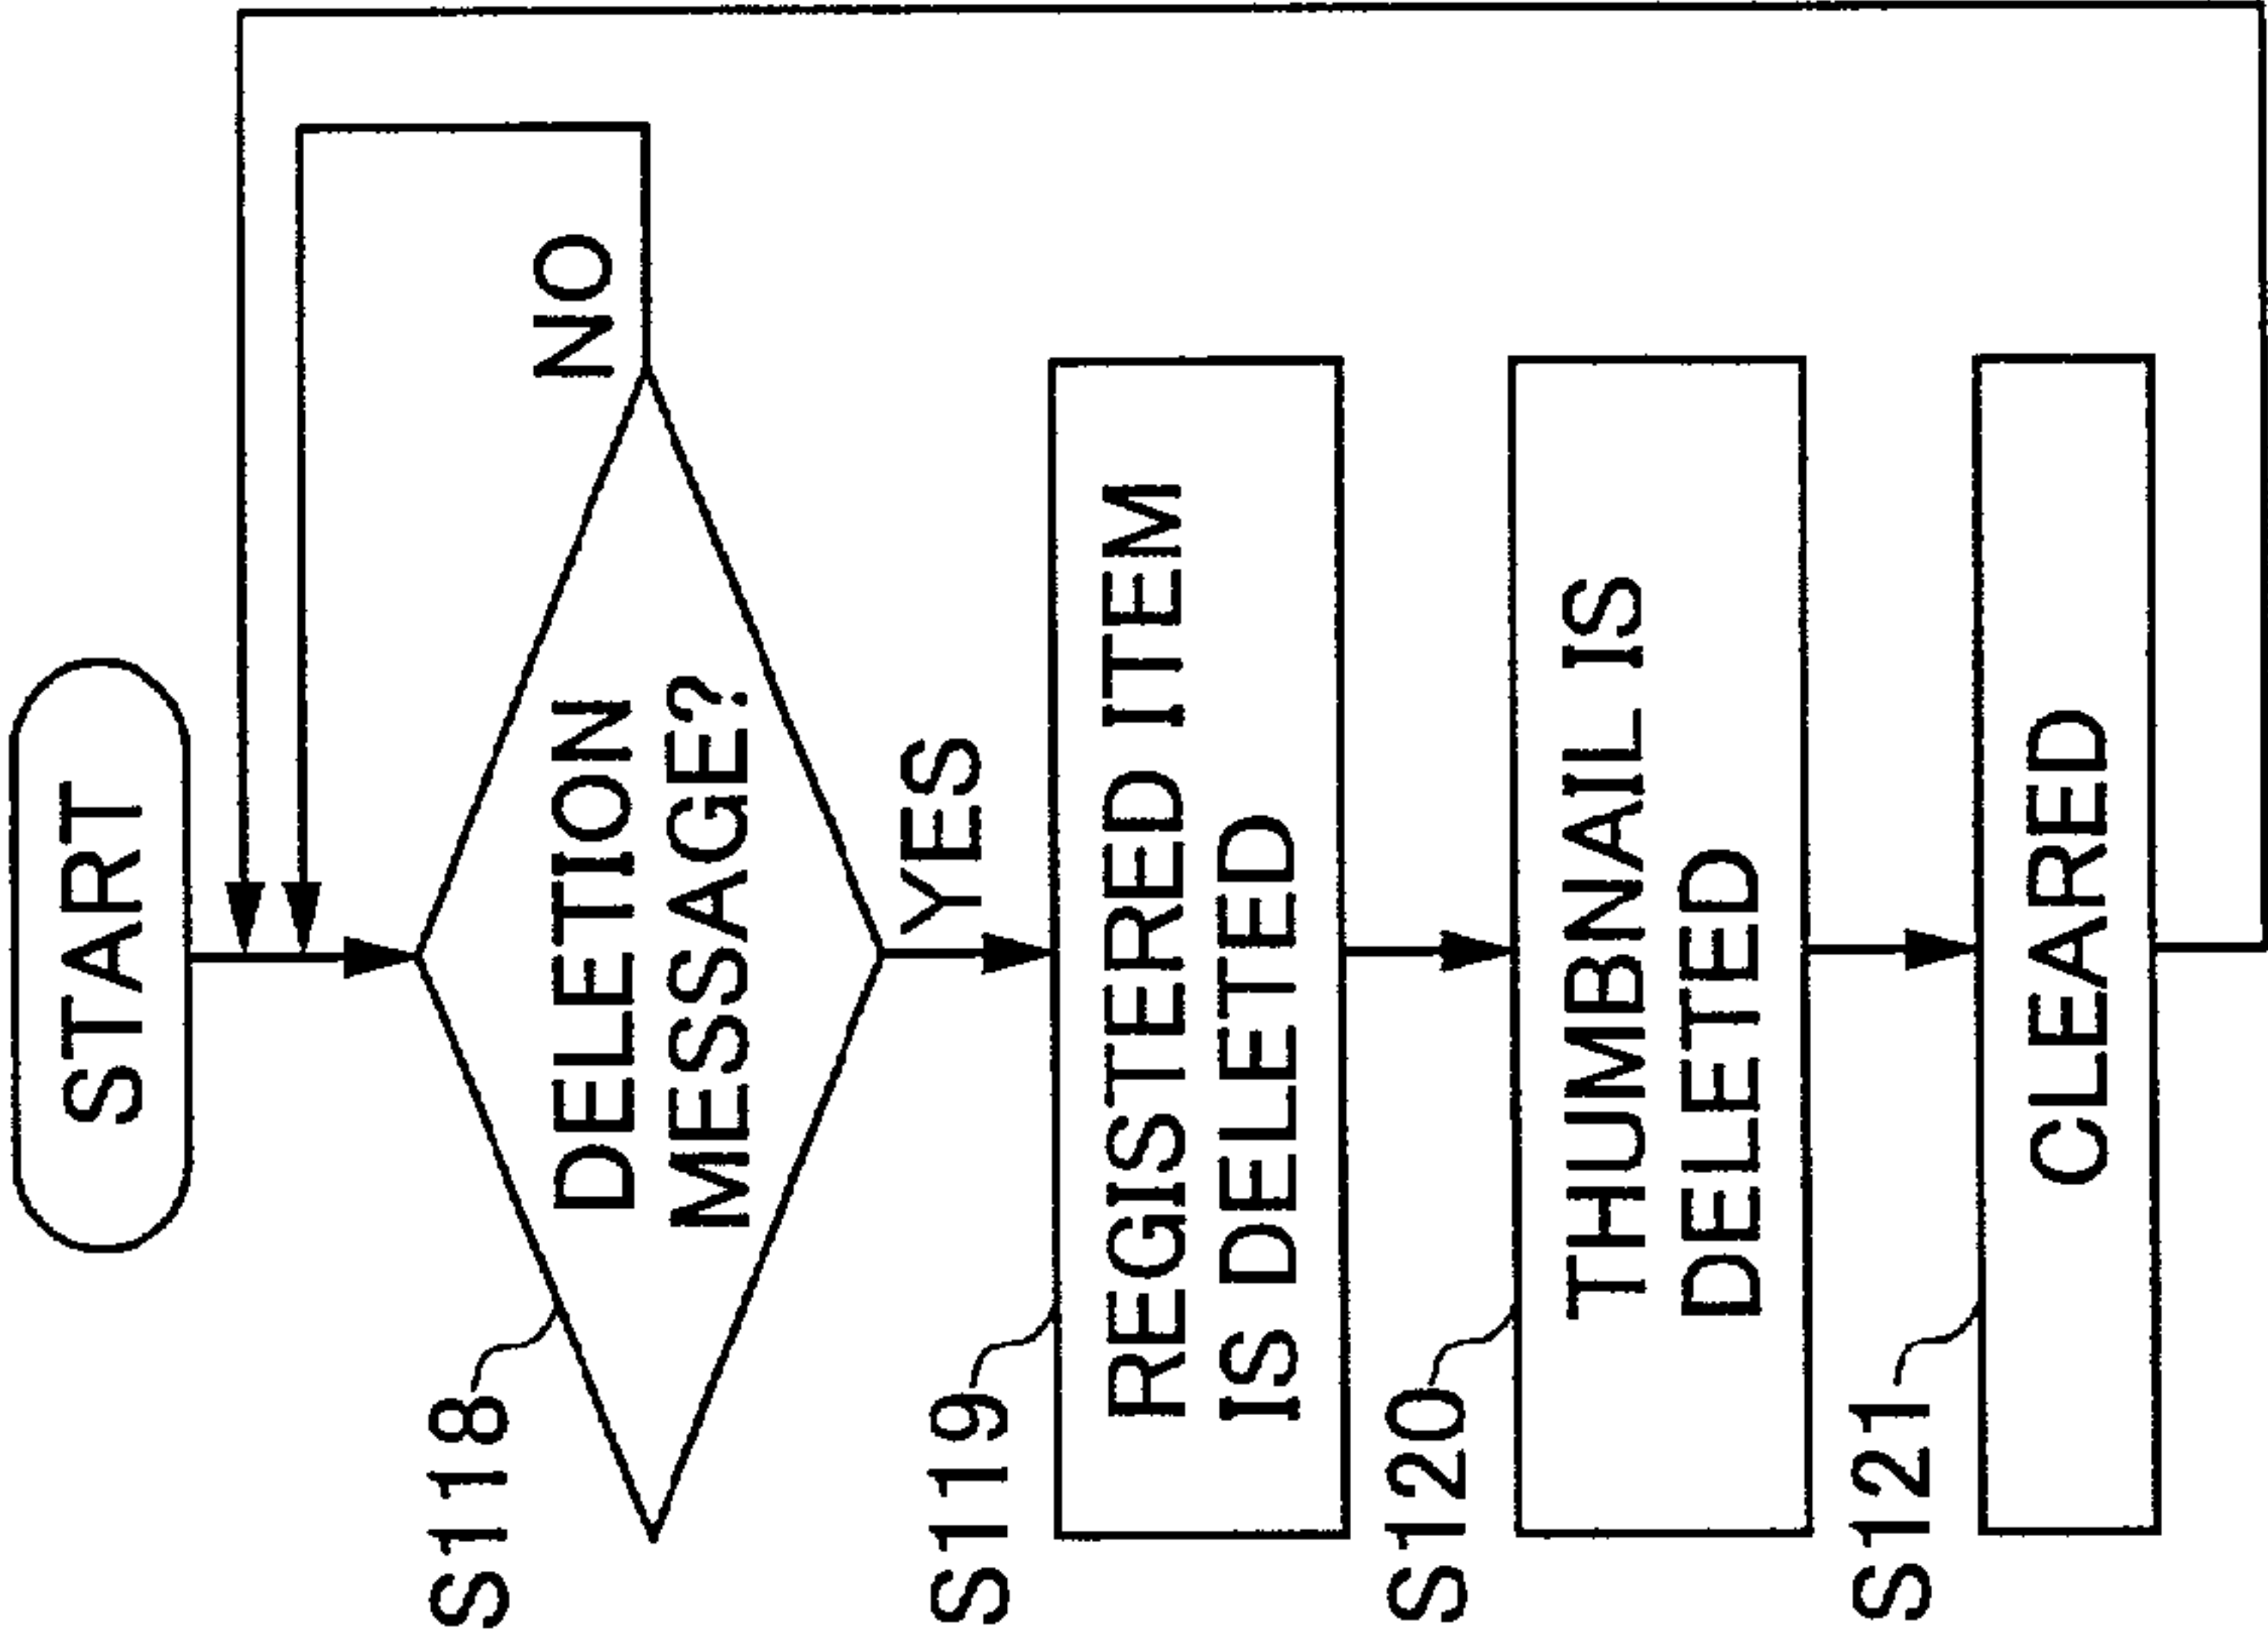 START
S118
DELETION
MESSAGE?
NO
YES
S119
REGISTERED ITEM
IS DELETED
S120
THUMBNAIL IS
DELETED
S121
CLEARED